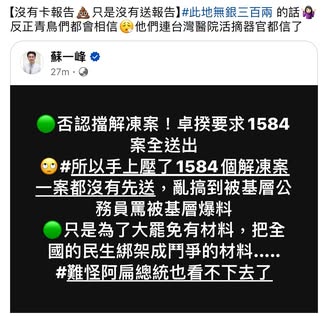 【沒有卡報告💩只是沒有送報告】#此地無銀三百兩 的話🤷🏻‍♀️
反正青鳥們都會相信😮‍💨他們連台灣醫院活摘器官都信了
蘇一峰
27m ·
🟢否認擋解凍案！卓揆要求1584
案全送出
🙄#所以手上壓了1584個解凍案
一案都沒有先送，亂搞到被基層公
務員罵被基層爆料
🟢只是為了大罷免有材料，把全
國的民生綁架成鬥爭的材料.....
#難怪阿扁總統也看不下去了